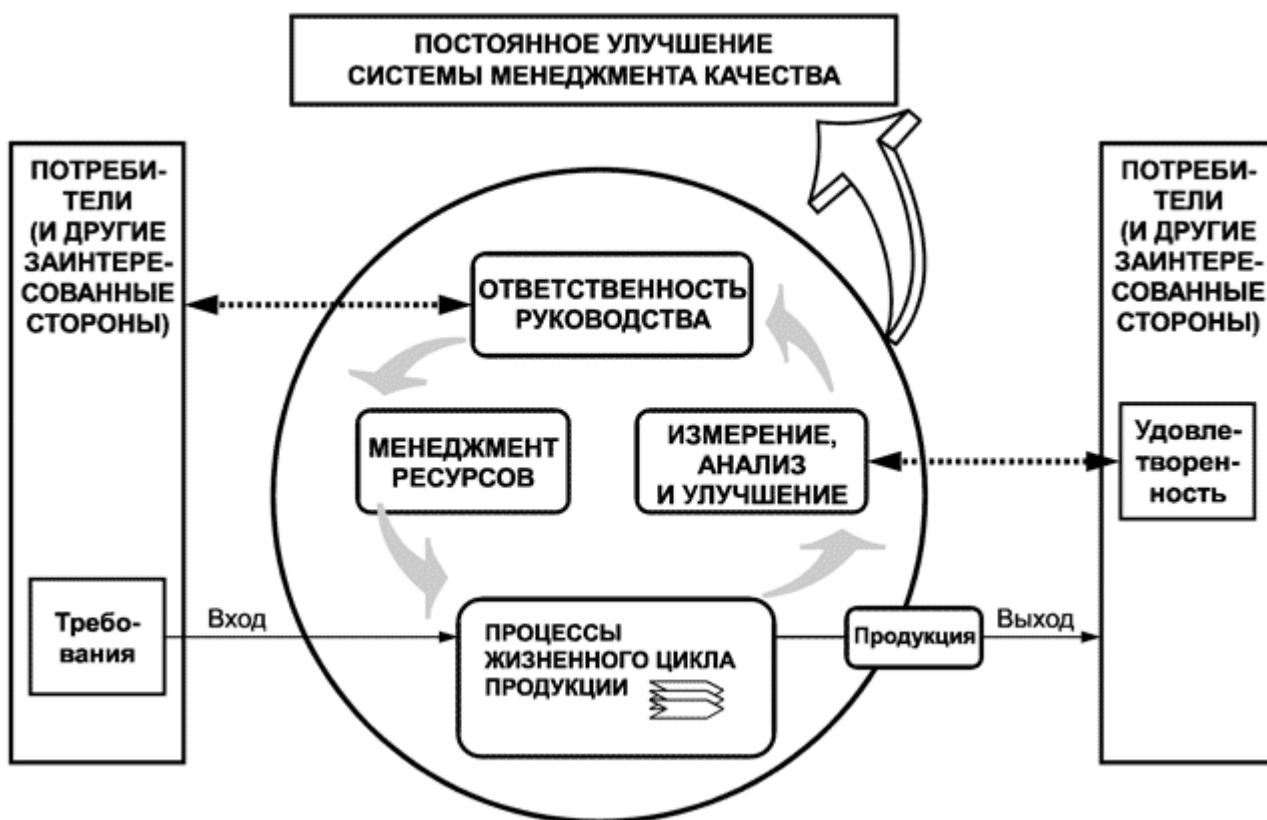 ПОСТОЯННОЕ УЛУЧШЕНИЕ
СИСТЕМЫ МЕНЕДЖМЕНТА КАЧЕСТВА
ПОТРЕБИ-
ТЕЛИ
(И ДРУГИЕ
ЗАИНТЕРЕ-
СОВАННЫЕ
СТОРОНЫ)
Требо-
вания
Вход
ОТВЕТСТВЕННОСТЬ
РУКОВОДСТВА
МЕНЕДЖМЕНТ
РЕСУРСОВ
ИЗМЕРЕНИЕ,
АНАЛИЗ
И УЛУЧШЕНИЕ
ПРОЦЕССЫ
ЖИЗНЕННОГО ЦИКЛА
ПРОДУКЦИИ
Продукция
Выход
ПОТРЕБИ-
ТЕЛИ
(И ДРУГИЕ
ЗАИНТЕРЕ-
СОВАННЫЕ
СТОРОНЫ)
Удовле-
творен-
ность